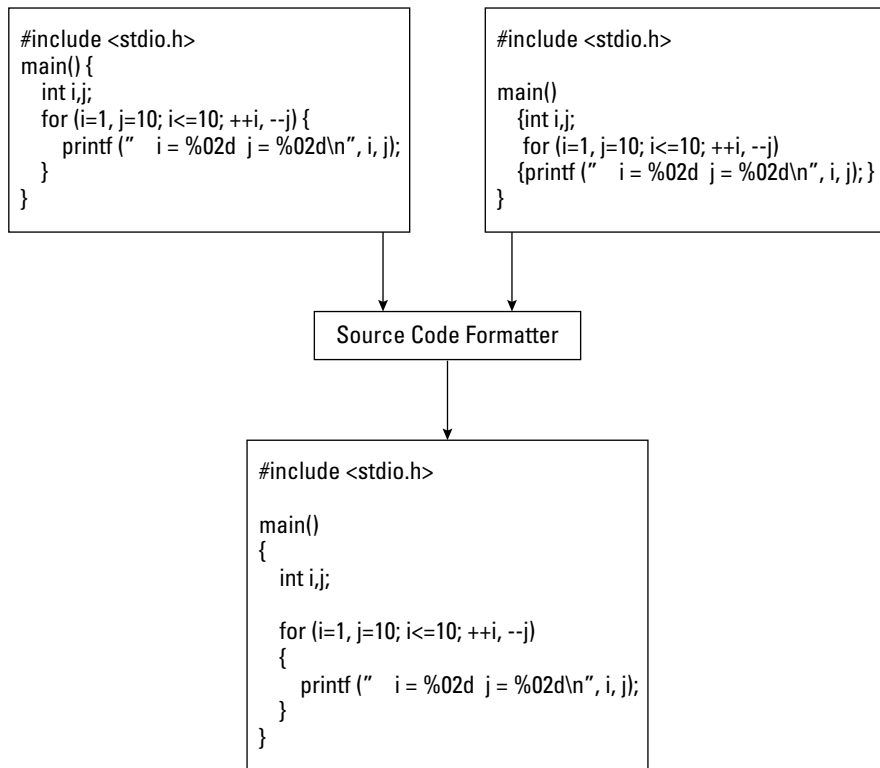 #include <stdio.h>
main() {
int i,j;
for (i=1, j=10; i<=10; ++i, --j) {
printf (”    i = %02d  j = %02d\n”, i, j);
}
}
#include <stdio.h>
main()
{int i,j;
for (i=1, j=10; i<=10; ++i, --j)
{printf (”    i = %02d  j = %02d\n”, i, j); }
}
Source Code Formatter
#include <stdio.h>
main()
{
int i,j;
for (i=1, j=10; i<=10; ++i, --j)
{
printf (”    i = %02d  j = %02d\n”, i, j);
}
}